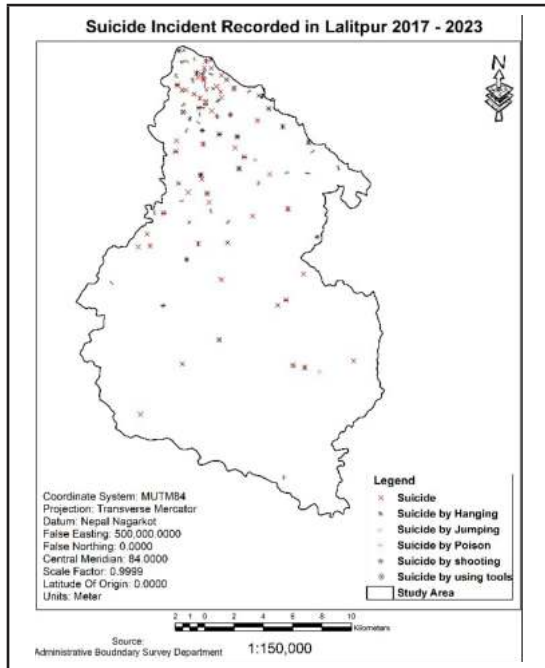 Suicide Incident Recorded in Lalitpur 2017 - 2023
N
Coordinate System: MUTM84
Projection: Transverse Mercator
Datum: Nepal Nagarkot
False Easting: 500,000.0000
False Northing: 0.0000
Central Meridian: 84.0000
Scale Factor: 0.9999
Latitude Of Origin: 0.0000
Units: Meter
Legend
Suicide
Suicide by Hanging
Suicide by Jumping
Suicide by Poison
Suicide by shooting
Suicide by using tools
Study Area
2 1 0 2 4 6 8 10
Kilometers
Source:
Administrative Boudndary Survey Department
1:150,000